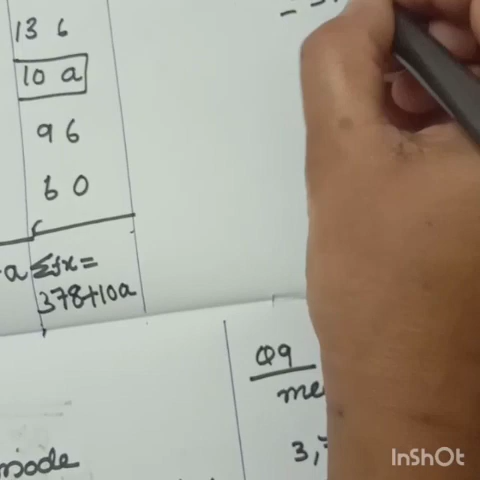 13 6
10 a
9 6
6 0
a Σfx =
378+10a
Q9
me
3,
mode
InShOt